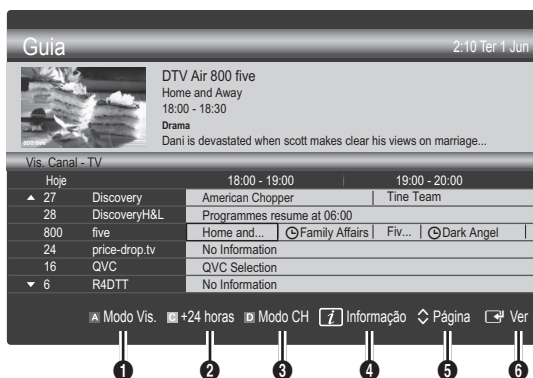 Guia 2:10 Ter 1 Jun
DTV Air 800 five
Home and Away
18:00 - 18:30
Drama
Dani is devastated when scott makes clear his views on marriage...
800 five
Vis. Canal - TV
Hoje 18:00 - 19:00 19:00 - 20:00
▲ 27 Discovery American Chopper Tine Team
28 DiscoveryH&L Programmes resume at 06:00
800 five Home and... Family Affairs Fiv... Dark Angel
24 price-drop.tv No Information
16 QVC QVC Selection
▼ 6 R4DTT No Information
A Modo Vis. C +24 horas D Modo CH i Informação Página Ver
1 2 3 4 5 6